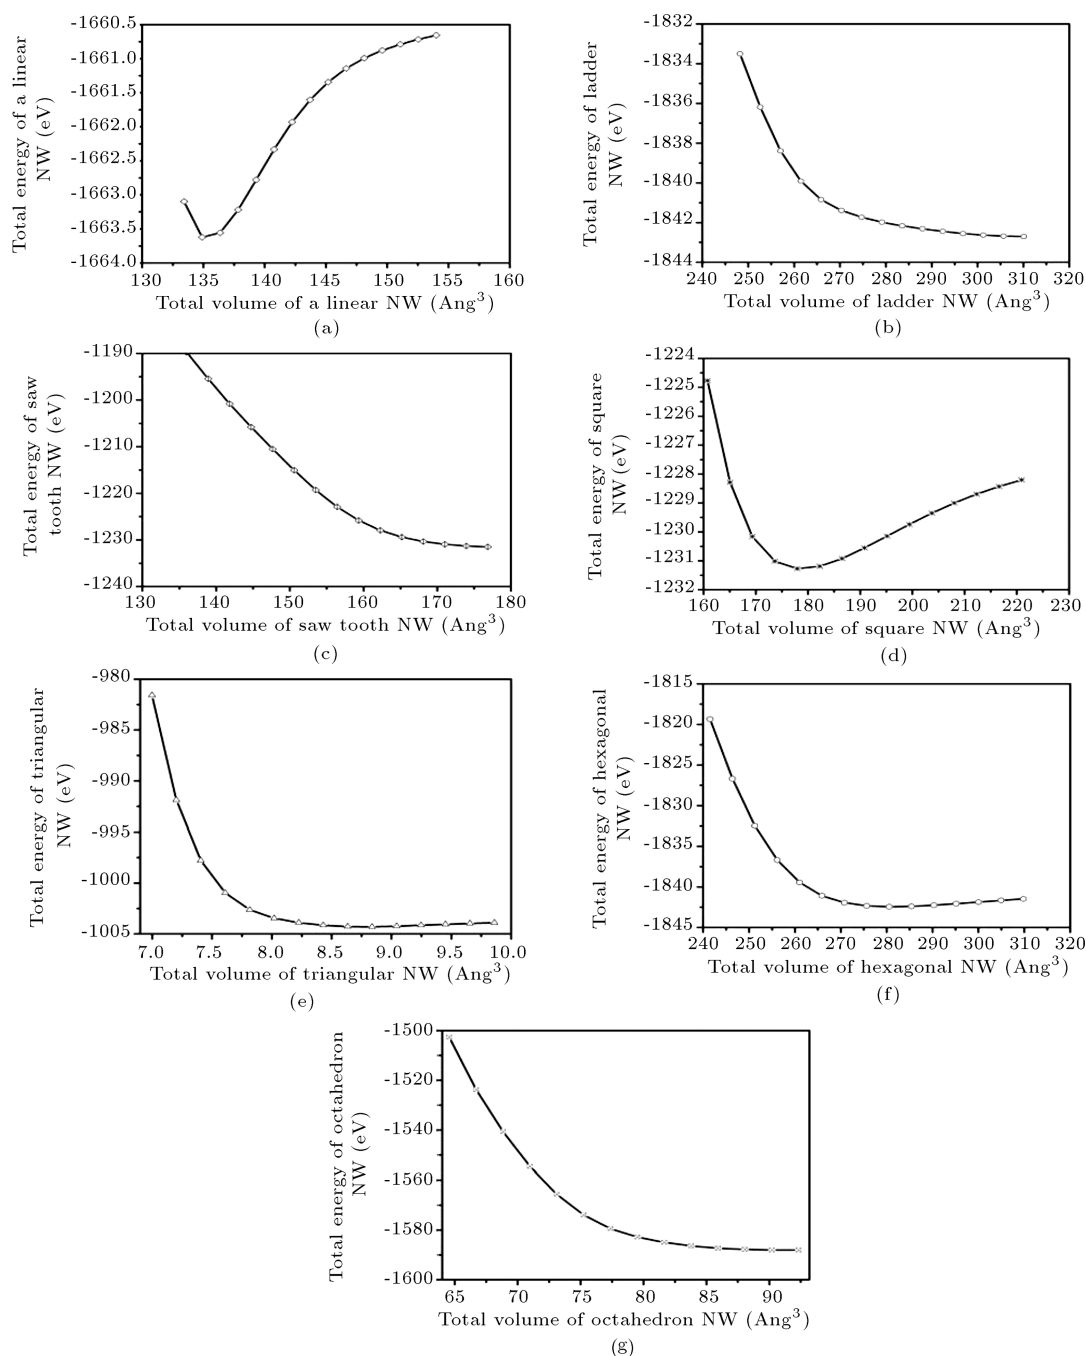 Total energy of a linear
NW (eV)
-1660.5
-1661.0
-1661.5
-1662.0
-1662.5
-1663.0
-1663.5
-1664.0
130 135 140 145 150 155 160
Total volume of a linear NW (Ang3)
(a)
Total energy of ladder
NW (eV)
-1832
-1834
-1836
-1838
-1840
-1842
-1844
240 250 260 270 280 290 300 310 320
Total volume of ladder NW (Ang3)
(b)
Total energy of saw
tooth NW (eV)
-1190
-1200
-1210
-1220
-1230
-1240
130 140 150 160 170 180
Total volume of saw tooth NW (Ang3)
(c)
Total energy of square
NW (eV)
-1224
-1225
-1226
-1227
-1228
-1229
-1230
-1231
-1232
160 170 180 190 200 210 220 230
Total volume of square NW (Ang3)
(d)
Total energy of triangular
NW (eV)
-980
-985
-990
-995
-1000
-1005
7.0 7.5 8.0 8.5 9.0 9.5 10.0
Total volume of triangular NW (Ang3)
(e)
Total energy of hexagonal
NW (eV)
-1815
-1820
-1825
-1830
-1835
-1840
-1845
240 250 260 270 280 290 300 310 320
Total volume of hexagonal NW (Ang3)
(f)
Total energy of octahedron
NW (eV)
-1500
-1520
-1540
-1560
-1580
-1600
65 70 75 80 85 90
Total volume of octahedron NW (Ang3)
(g)